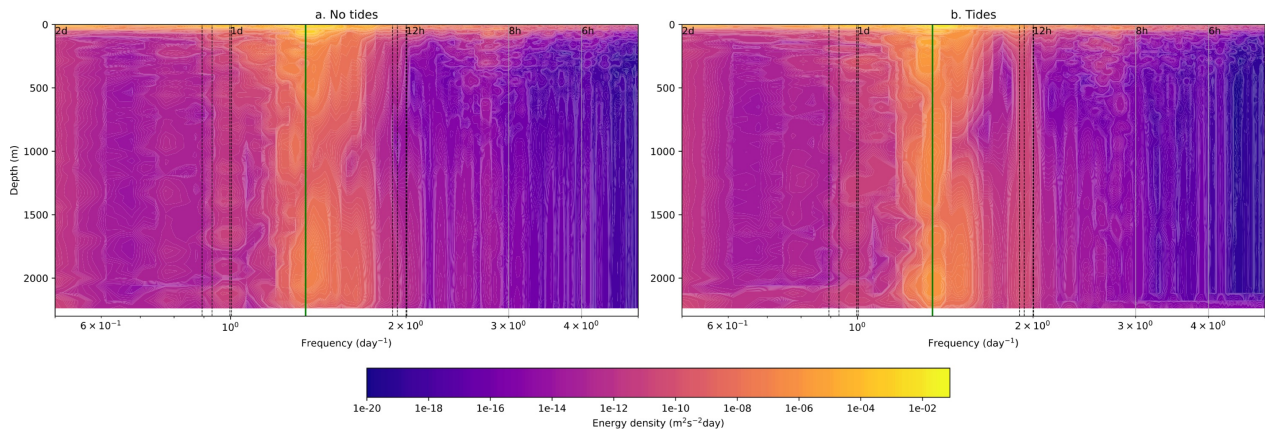 a. No tides
b. Tides
2d
1d
12h
8h
6h
2d
1d
12h
8h
6h
0
500
1000
1500
2000
Depth (m)
0
500
1000
1500
2000
6 × 10⁻¹
10⁰
2 × 10⁰
3 × 10⁰
4 × 10⁰
6 × 10⁻¹
10⁰
2 × 10⁰
3 × 10⁰
4 × 10⁰
Frequency (day⁻¹)
Frequency (day⁻¹)
1e-20
1e-18
1e-16
1e-14
1e-12
1e-10
1e-08
1e-06
1e-04
1e-02
Energy density (m²s⁻²day)